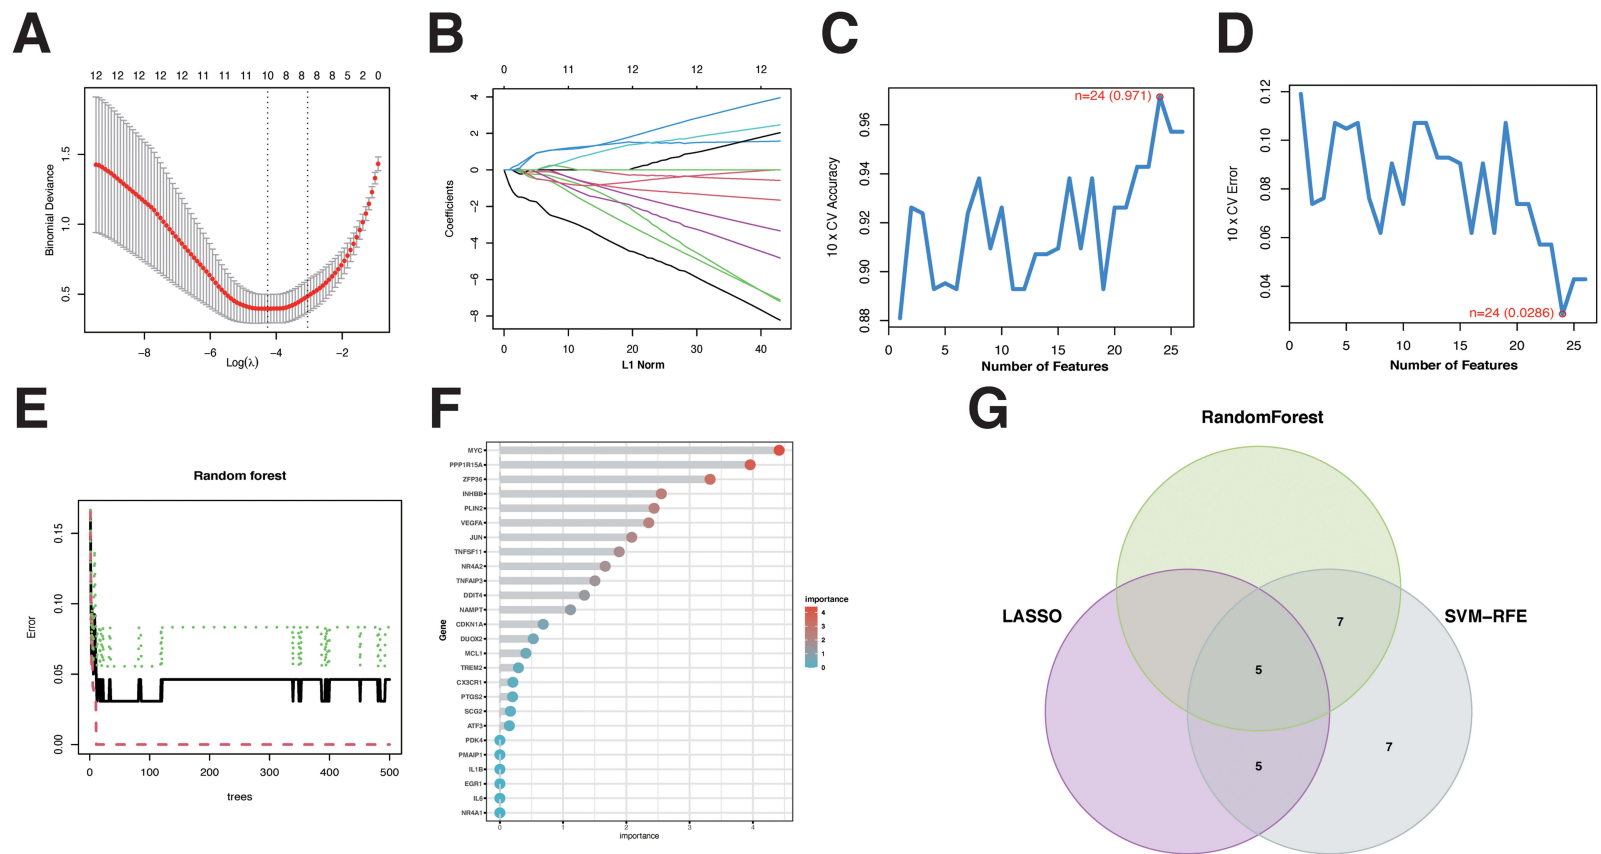 A
12 12 12 12 12 11 11 11 10 8 8 8 5 2 0
Binomial Deviance
1.5
1.0
0.5
−8 −6 −4 −2
Log(λ)
B
0 11 12 12 12
Coefficients
4
2
0
−2
−4
−6
−8
0 10 20 30 40
L1 Norm
C
n=24 (0.971)
10 x CV Accuracy
0.96
0.94
0.92
0.90
0.88
0 5 10 15 20 25
Number of Features
D
10 x CV Error
0.12
0.10
0.08
0.06
0.04
n=24 (0.0286)
0 5 10 15 20 25
Number of Features
E
Random forest
Error
0.15
0.10
0.05
0.00
0 100 200 300 400 500
trees
F
Gene
MYC
PPP1R15A
ZFP36
INHBB
PLIN2
VEGFA
JUN
TNFSF11
NR4A2
TNFAIP3
DDIT4
NAMPT
CDKN1A
DUOX2
MCL1
TREM2
CX3CR1
PTGS2
SCG2
ATF3
PDK4
PMAIP1
IL1B
EGR1
IL6
NR4A1
0 1 2 3 4
importance
importance
4
3
2
1
0
G
RandomForest
LASSO
SVM−RFE
7
5
7
5